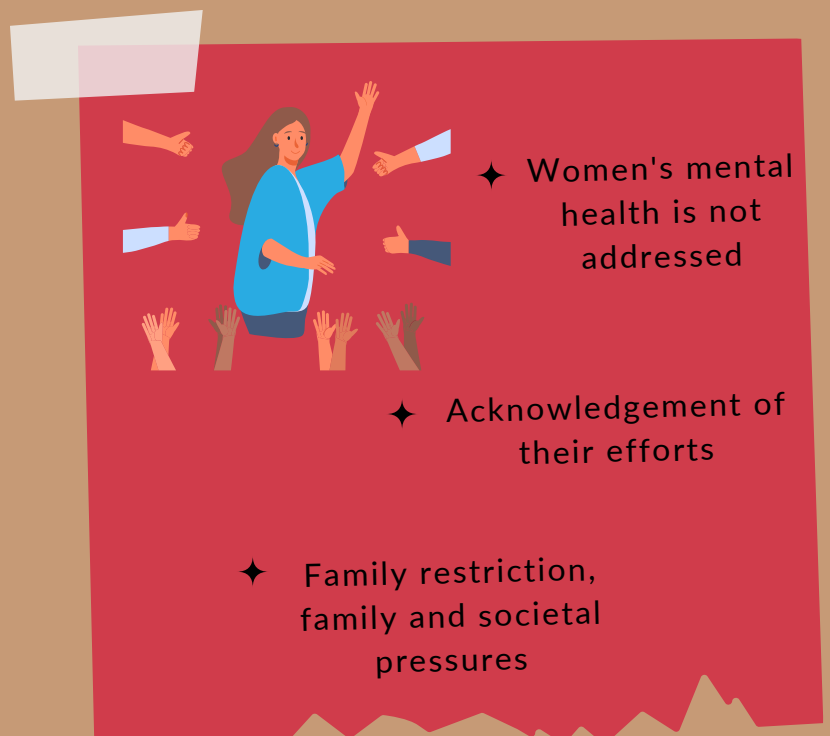 Women's mental
health is not
addressed
Acknowledgement of
their efforts
Family restriction,
family and societal
pressures